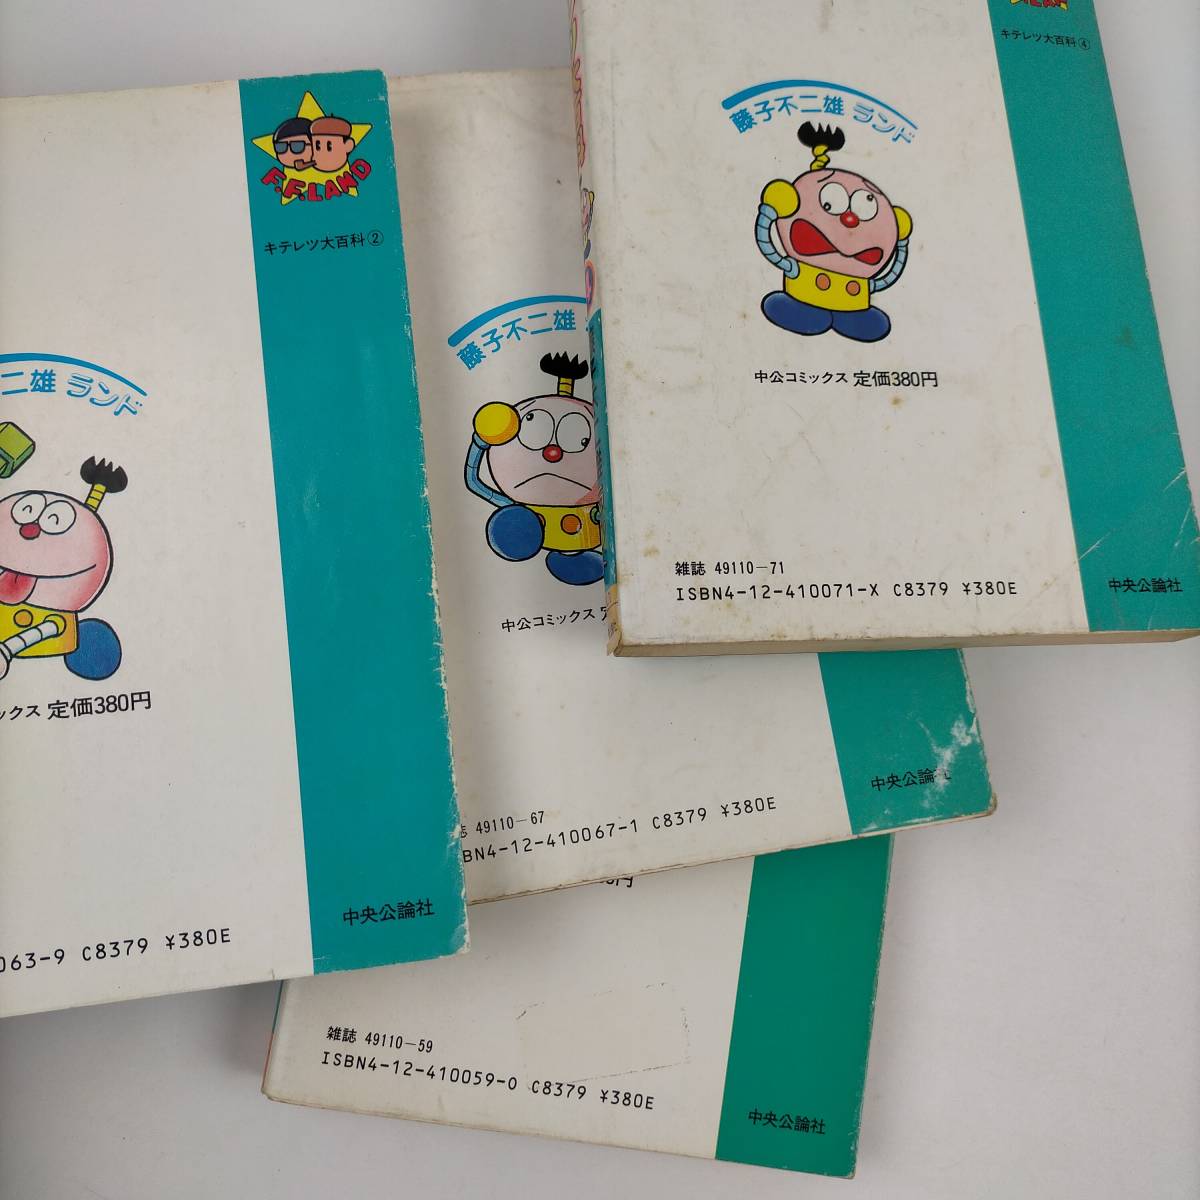 F.F.LAND
キテレツ大百科②
二雄 ランド
ックス 定価380円
中央公論社
063-9 C8379 ¥380E
藤子不二雄
中公コミックス
49110-67
BN4-12-410067-1 C8379 ¥380E
中央公論社
キテレツ大百科④
藤子不二雄 ランド
中公コミックス 定価380円
雑誌 49110-71
ISBN4-12-410071-X C8379 ¥380E
中央公論社
雑誌 49110-59
ISBN4-12-410059-0 C8379 ¥380E
中央公論社